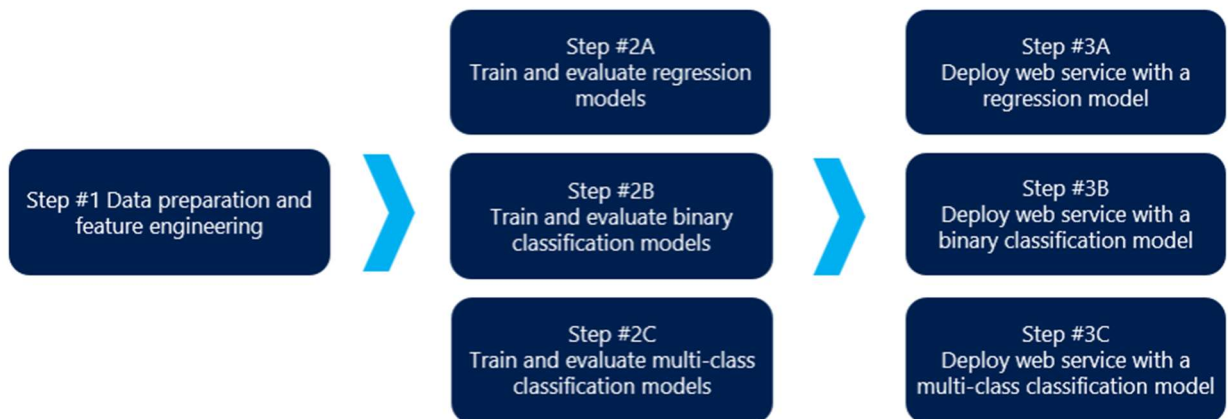 Step #1 Data preparation and
feature engineering
Step #2A
Train and evaluate regression
models
Step #2B
Train and evaluate binary
classification models
Step #2C
Train and evaluate multi-class
classification models
Step #3A
Deploy web service with a
regression model
Step #3B
Deploy web service with a
binary classification model
Step #3C
Deploy web service with a
multi-class classification model